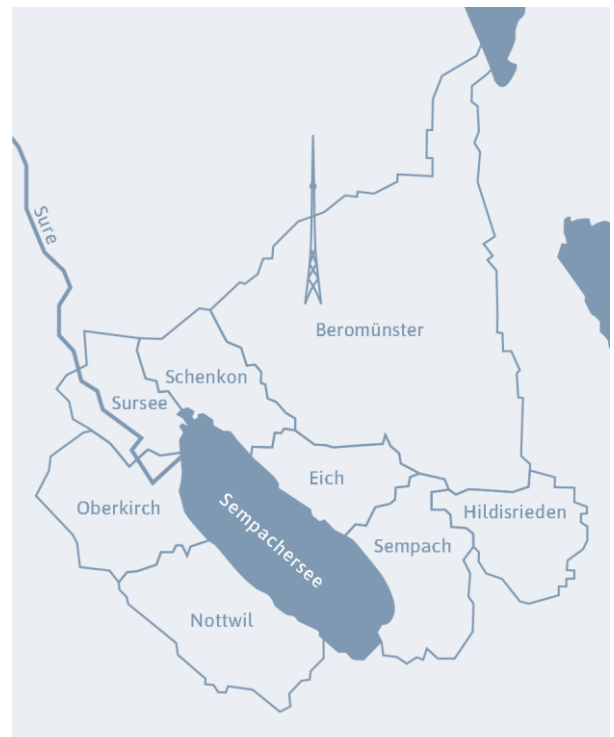 Sure
Beromünster
Schenkon
Sursee
Eich
Oberkirch
Hildisrieden
Sempachersee
Sempach
Nottwil